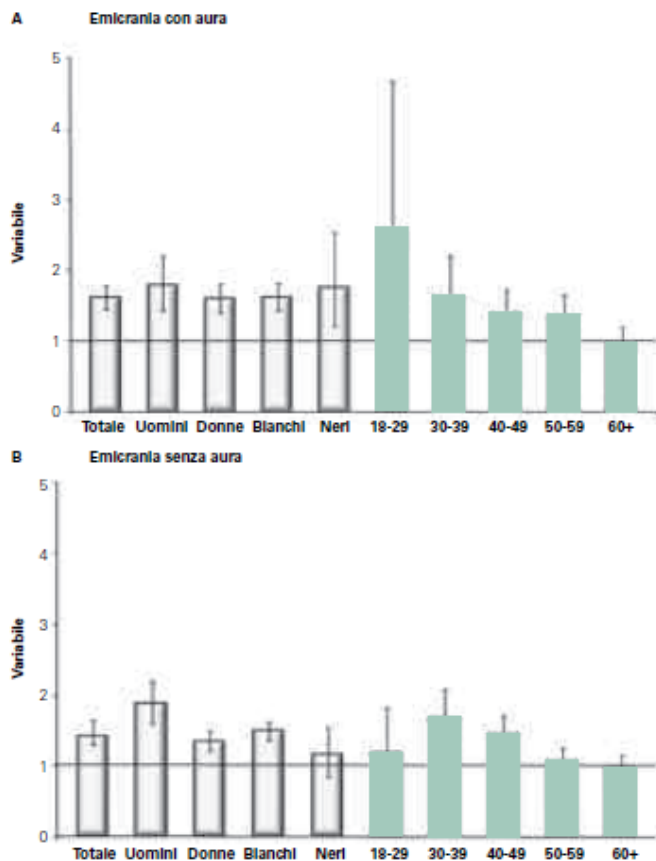 A Emicrania con aura
5
4
3
2
1
0
Variabile
Totale Uomini Donne Bianchi Neri 18-29 30-39 40-49 50-59 60+
B Emicrania senza aura
5
4
3
2
1
0
Variabile
Totale Uomini Donne Bianchi Neri 18-29 30-39 40-49 50-59 60+